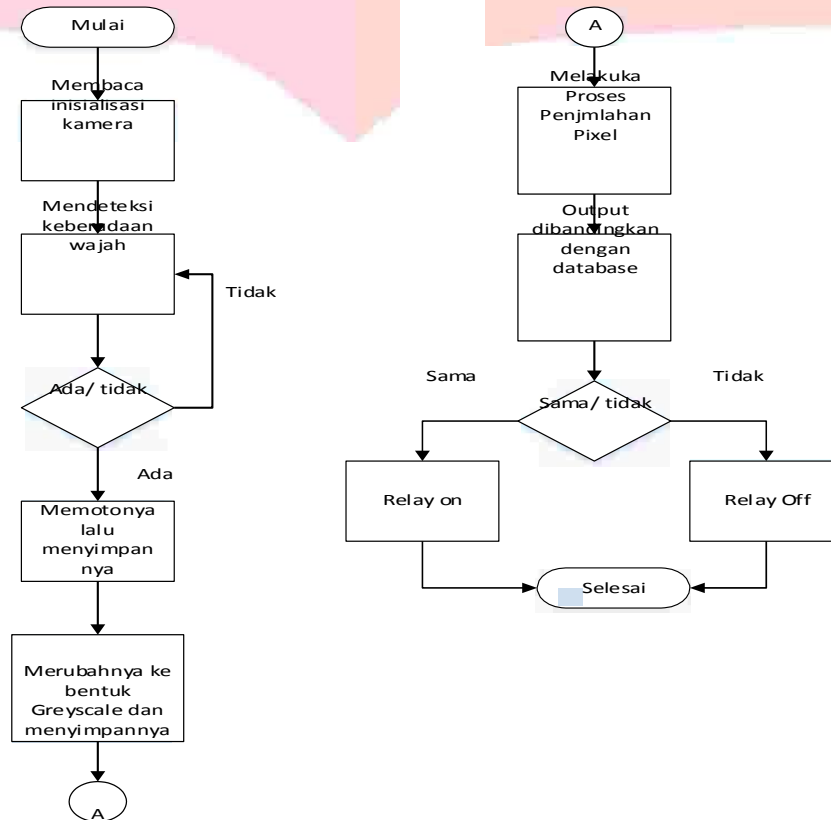 Mulai
Membaca
inisialisasi
kamera
Mendeteksi
keberadaan
wajah
Tidak
Ada/ tidak
Ada
Memotonya
lalu
menyimpan
nya
Merubahnya ke
bentuk
Greyscale dan
menyimpannya
A
A
Melakuka
Proses
Penjmlahan
Pixel
Output
dibandingkan
dengan
database
Sama
Tidak
Sama/ tidak
Relay on
Relay Off
Selesai